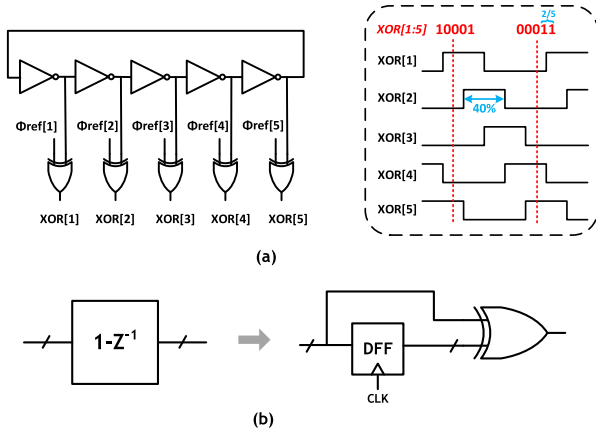 Φref[1] Φref[2] Φref[3] Φref[4] Φref[5]
XOR[1] XOR[2] XOR[3] XOR[4] XOR[5]
2/5
XOR[1:5] 10001 00011
XOR[1]
XOR[2]
40%
XOR[3]
XOR[4]
XOR[5]
(a)
1-Z⁻¹
DFF
CLK
(b)